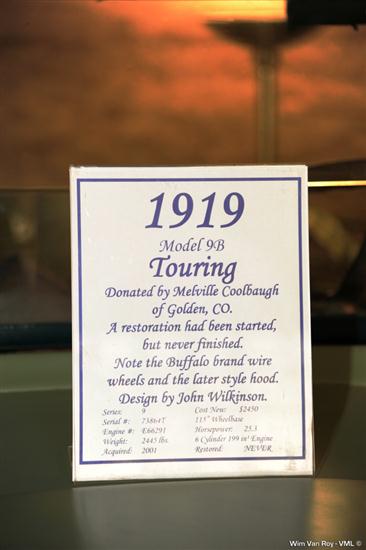 1919
Model 9B
Touring
Donated by Melville Coolbaugh
of Golden, CO.
A restoration had been started,
but never finished.
Note the Buffalo brand wire
wheels and the later style hood.
Design by John Wilkinson.
Series: 9 Cost New: $2450
Serial #: 73864T 115" Wheelbase
Engine #: E66291 Horsepower: 25.3
Weight: 2445 lbs. 6 Cylinder 199 in³ Engine
Acquired: 2001 Restored: NEVER
Wim Van Roy - VML ©